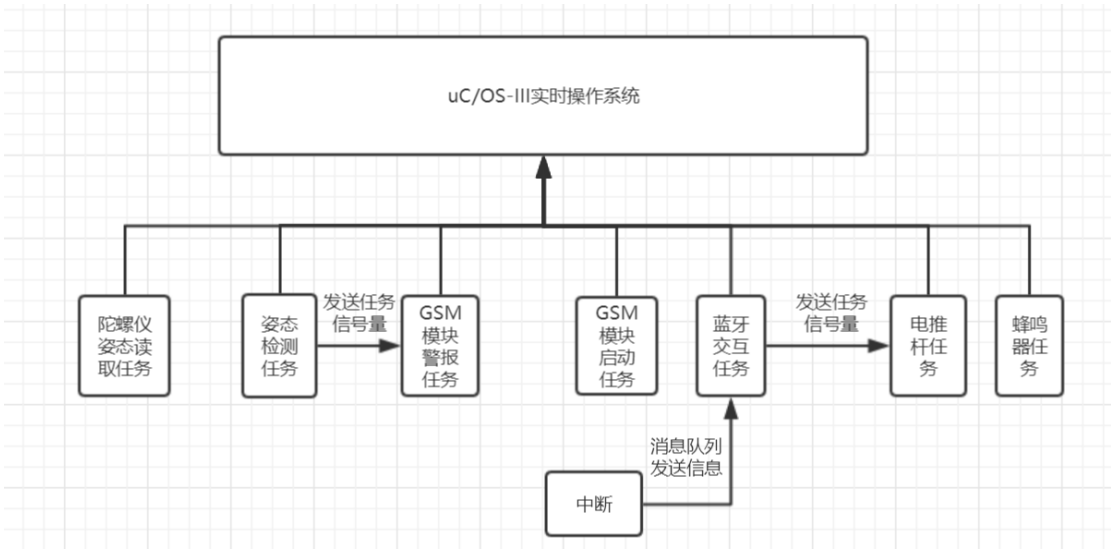 uC/OS-III实时操作系统
陀螺仪
姿态读
取任务
姿态
检测
任务
发送任务
信号量
GSM
模块
警报
任务
GSM
模块
启动
任务
蓝牙
交互
任务
发送任务
信号量
电推
杆任
务
蜂鸣
器任
务
消息队列
发送信息
中断